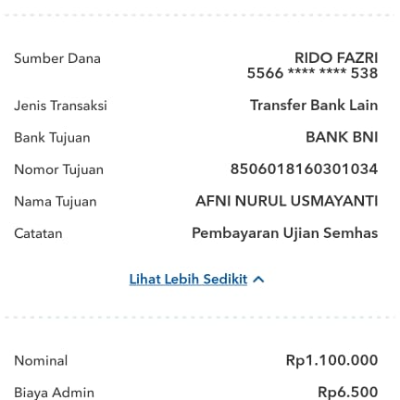 Sumber Dana RIDO FAZRI
5566 **** **** 538
Jenis Transaksi Transfer Bank Lain
Bank Tujuan BANK BNI
Nomor Tujuan 8506018160301034
Nama Tujuan AFNI NURUL USMAYANTI
Catatan Pembayaran Ujian Semhas
Lihat Lebih Sedikit
Nominal Rp1.100.000
Biaya Admin Rp6.500